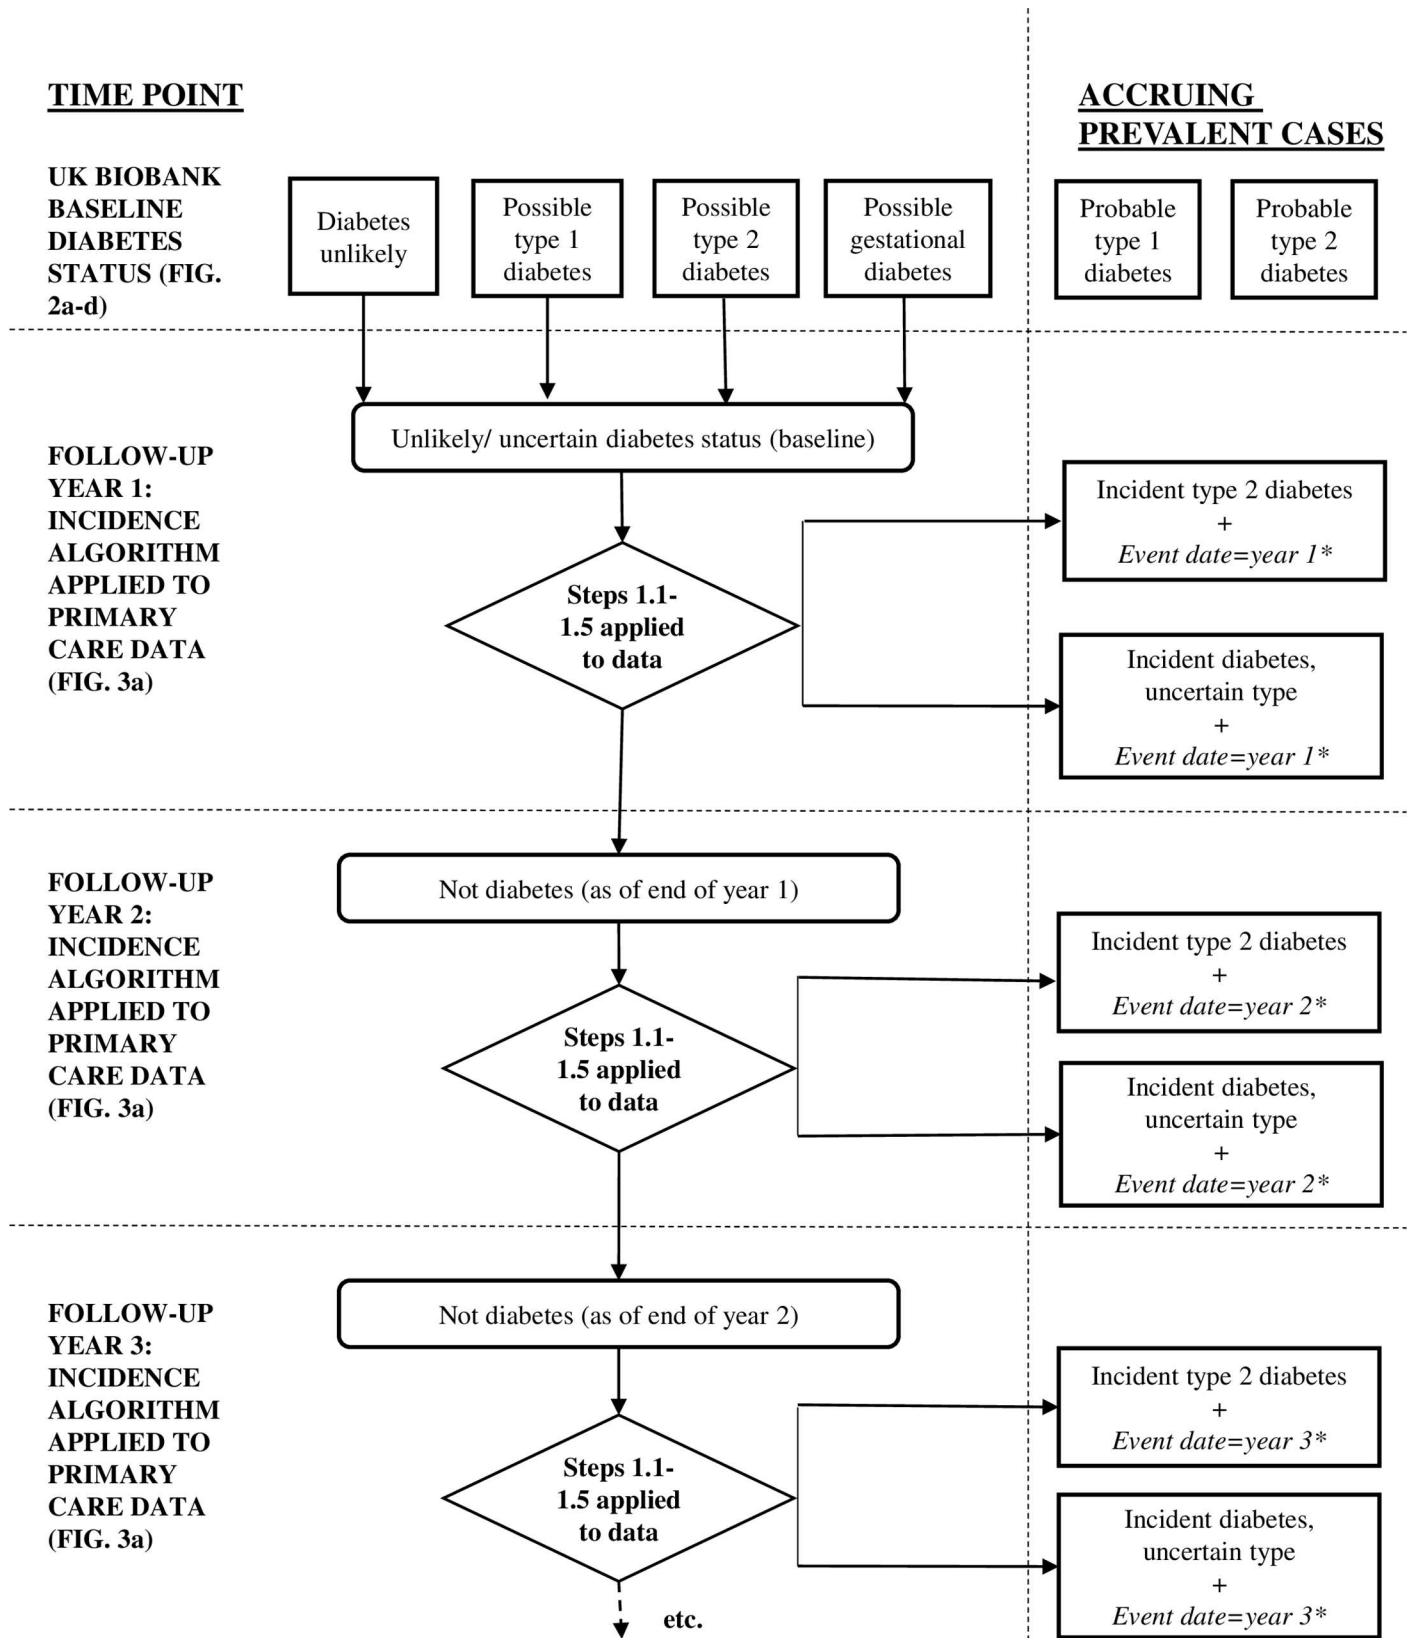 TIME POINT
ACCRUING
PREVALENT CASES
UK BIOBANK
BASELINE
DIABETES
STATUS (FIG.
2a-d)
Diabetes
unlikely
Possible
type 1
diabetes
Possible
type 2
diabetes
Possible
gestational
diabetes
Probable
type 1
diabetes
Probable
type 2
diabetes
FOLLOW-UP
YEAR 1:
INCIDENCE
ALGORITHM
APPLIED TO
PRIMARY
CARE DATA
(FIG. 3a)
Unlikely/ uncertain diabetes status (baseline)
Steps 1.1-
1.5 applied
to data
Incident type 2 diabetes
+
Event date=year 1*
Incident diabetes,
uncertain type
+
Event date=year 1*
FOLLOW-UP
YEAR 2:
INCIDENCE
ALGORITHM
APPLIED TO
PRIMARY
CARE DATA
(FIG. 3a)
Not diabetes (as of end of year 1)
Steps 1.1-
1.5 applied
to data
Incident type 2 diabetes
+
Event date=year 2*
Incident diabetes,
uncertain type
+
Event date=year 2*
FOLLOW-UP
YEAR 3:
INCIDENCE
ALGORITHM
APPLIED TO
PRIMARY
CARE DATA
(FIG. 3a)
Not diabetes (as of end of year 2)
Steps 1.1-
1.5 applied
to data
Incident type 2 diabetes
+
Event date=year 3*
Incident diabetes,
uncertain type
+
Event date=year 3*
etc.